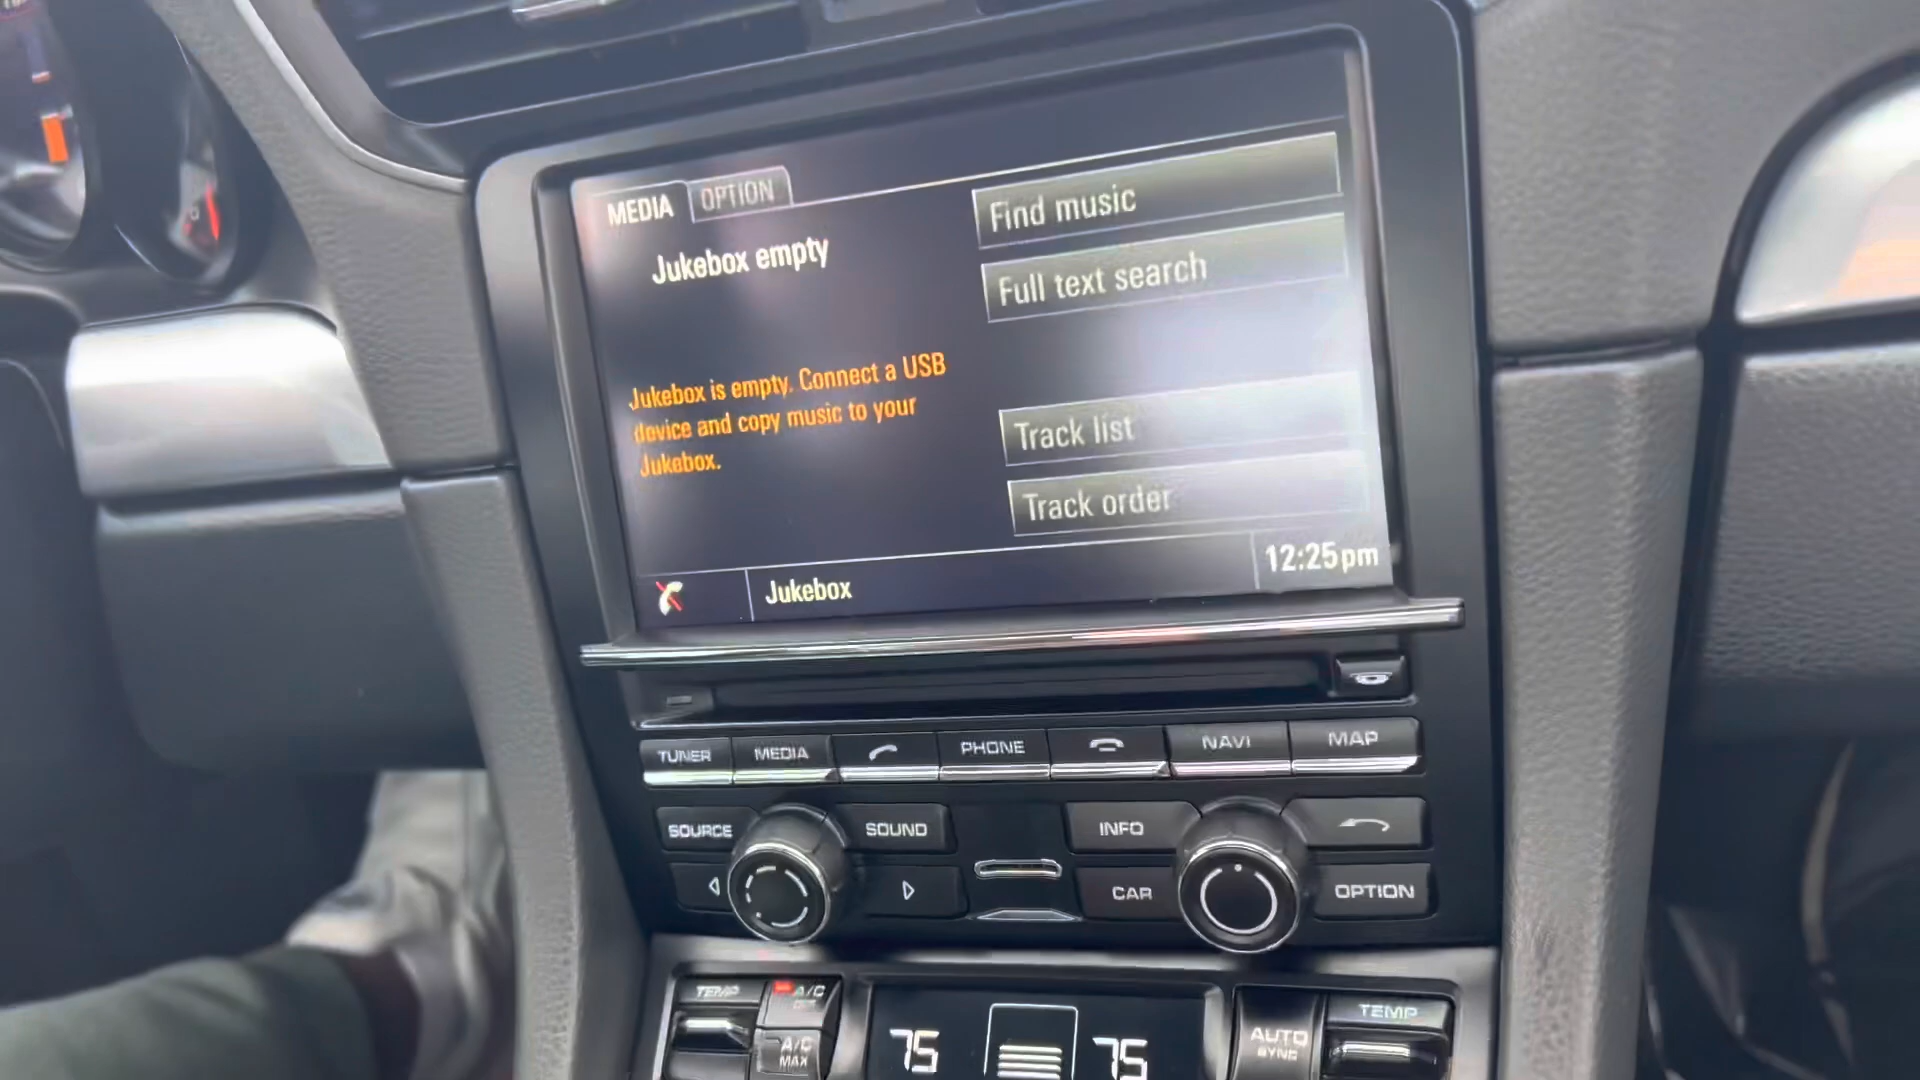 MEDIA OPTION
Jukebox empty
Find music
Full text search
Jukebox is empty. Connect a USB
device and copy music to your
Jukebox.
Track list
Track order
Jukebox
12:25pm
TUNER MEDIA PHONE NAVI MAP
SOURCE SOUND INFO
CAR OPTION
TEMP A/C
A/C
MAX
75 75
AUTO
SYNC
TEMP